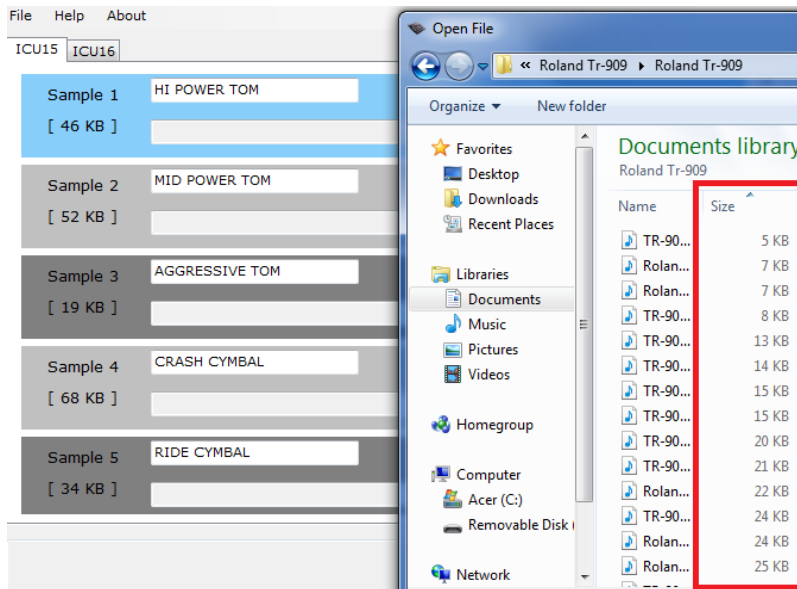 File Help About
ICU15 ICU16
Sample 1
[ 46 KB ]
HI POWER TOM
Sample 2
[ 52 KB ]
MID POWER TOM
Sample 3
[ 19 KB ]
AGGRESSIVE TOM
Sample 4
[ 68 KB ]
CRASH CYMBAL
Sample 5
[ 34 KB ]
RIDE CYMBAL
Open File
« Roland Tr-909 Roland Tr-909
Organize New folder
Favorites
Desktop
Downloads
Recent Places
Libraries
Documents
Music
Pictures
Videos
Homegroup
Computer
Acer (C:)
Removable Disk (
Network
Documents library
Roland Tr-909
Name Size
TR-90... 5 KB
Rolan... 7 KB
Rolan... 7 KB
TR-90... 8 KB
TR-90... 13 KB
TR-90... 14 KB
TR-90... 15 KB
TR-90... 15 KB
TR-90... 20 KB
TR-90... 21 KB
Rolan... 22 KB
TR-90... 24 KB
Rolan... 24 KB
Rolan... 25 KB